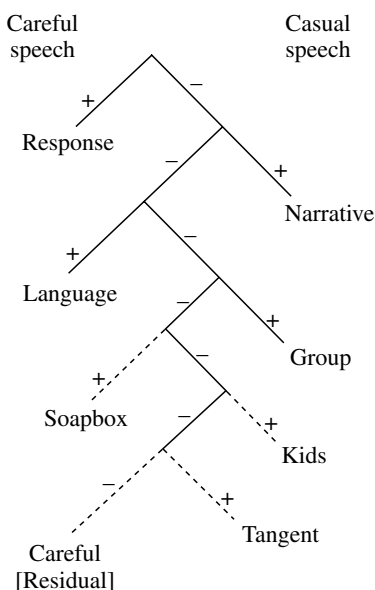 Careful
speech
Casual
speech
+
–
Response
–
+
Narrative
+
–
Language
–
+
Group
+
–
Soapbox
–
+
Kids
–
+
Tangent
Careful
[Residual]